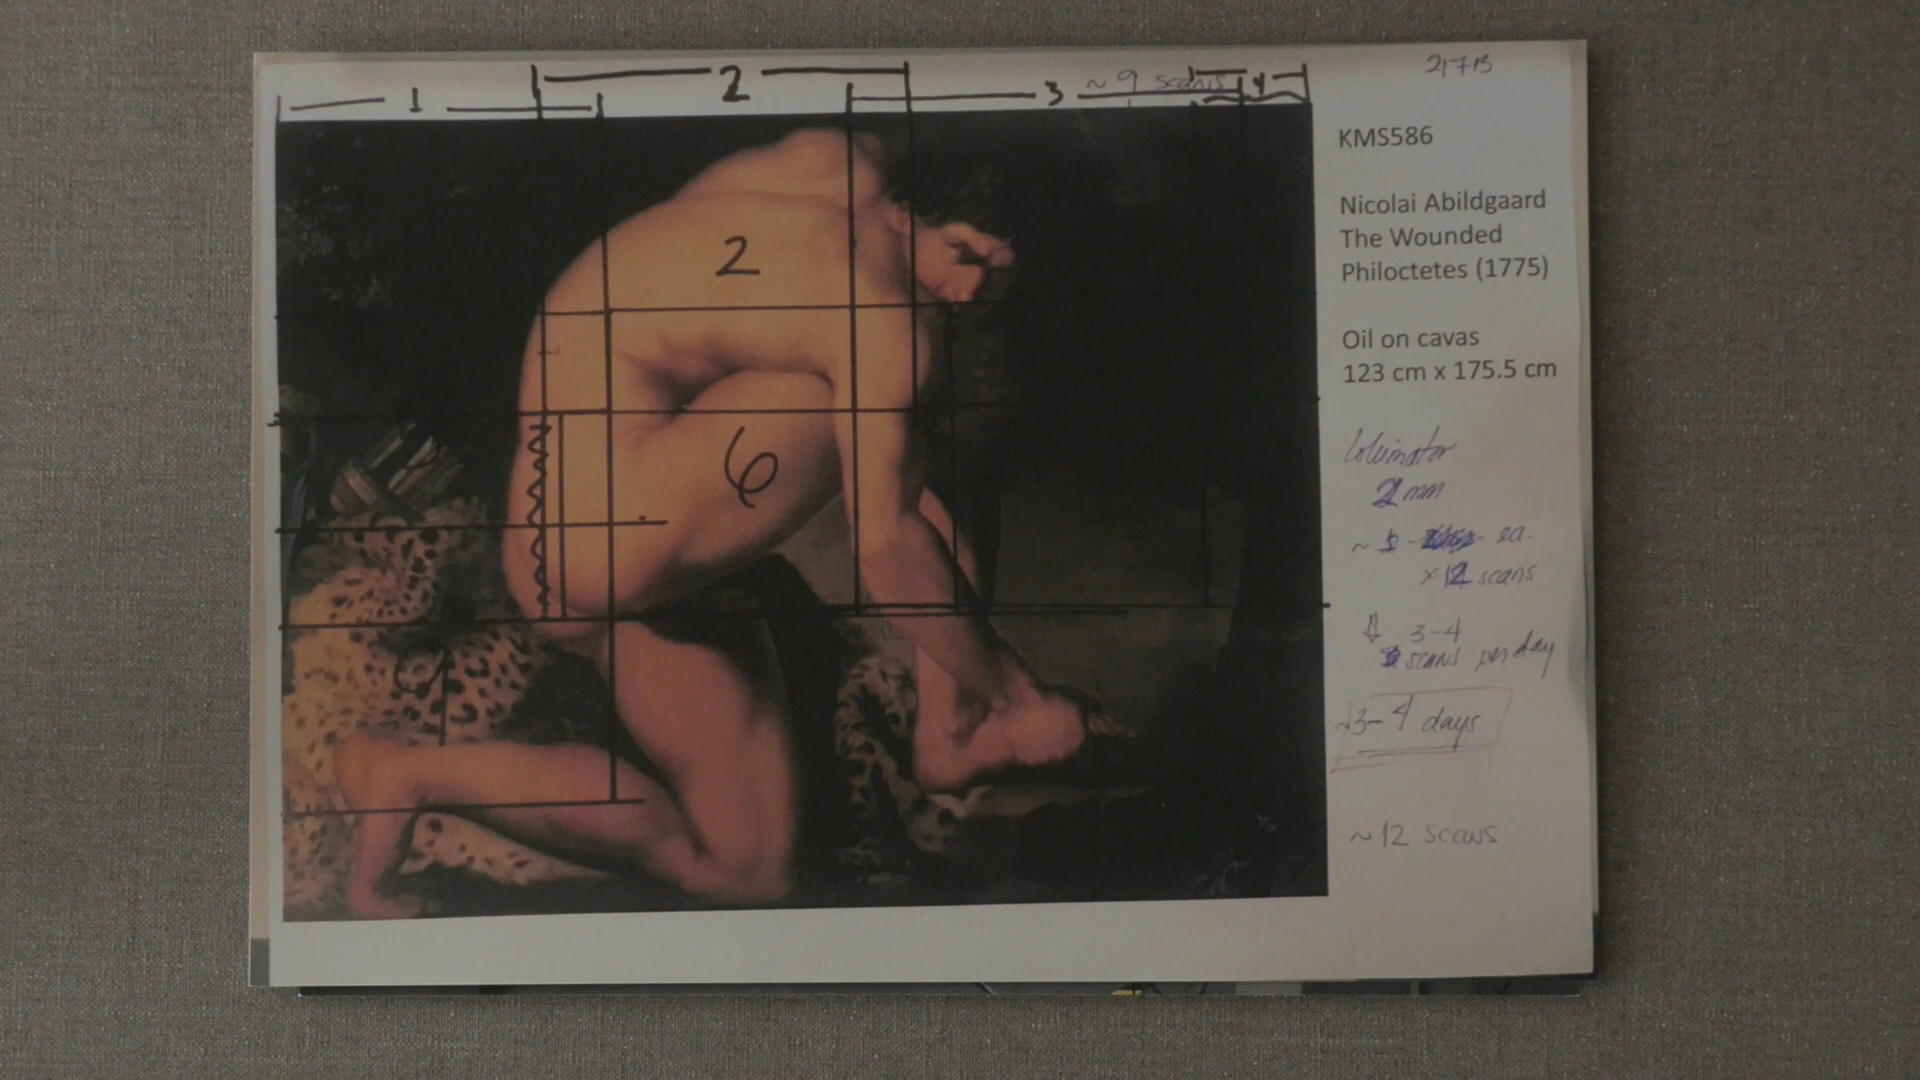 1
2
3
~ 9 scans
4
KMS586
Nicolai Abildgaard
The Wounded
Philoctetes (1775)
Oil on cavas
123 cm x 175.5 cm
2 mm
~ ea.
x 12 scans
3-4
scans per day
~3-4 days
~12 scans
2
6